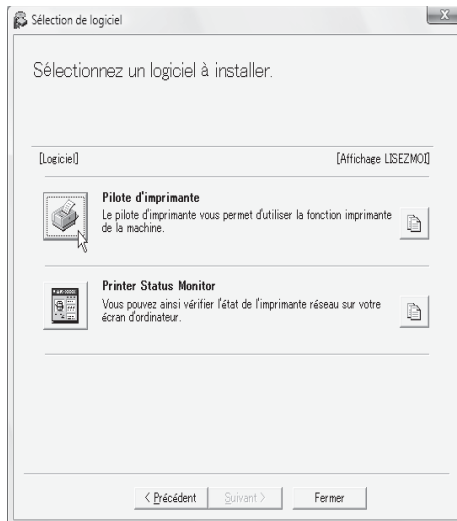 Sélection de logiciel
Sélectionnez un logiciel à installer.
[Logiciel] [Affichage LISEZMOI]
Pilote d'imprimante
Le pilote d'imprimante vous permet d'utiliser la fonction imprimante
de la machine.
Printer Status Monitor
Vous pouvez ainsi vérifier l'état de l'imprimante réseau sur votre
écran d'ordinateur.
< Précédent Suivant > Fermer